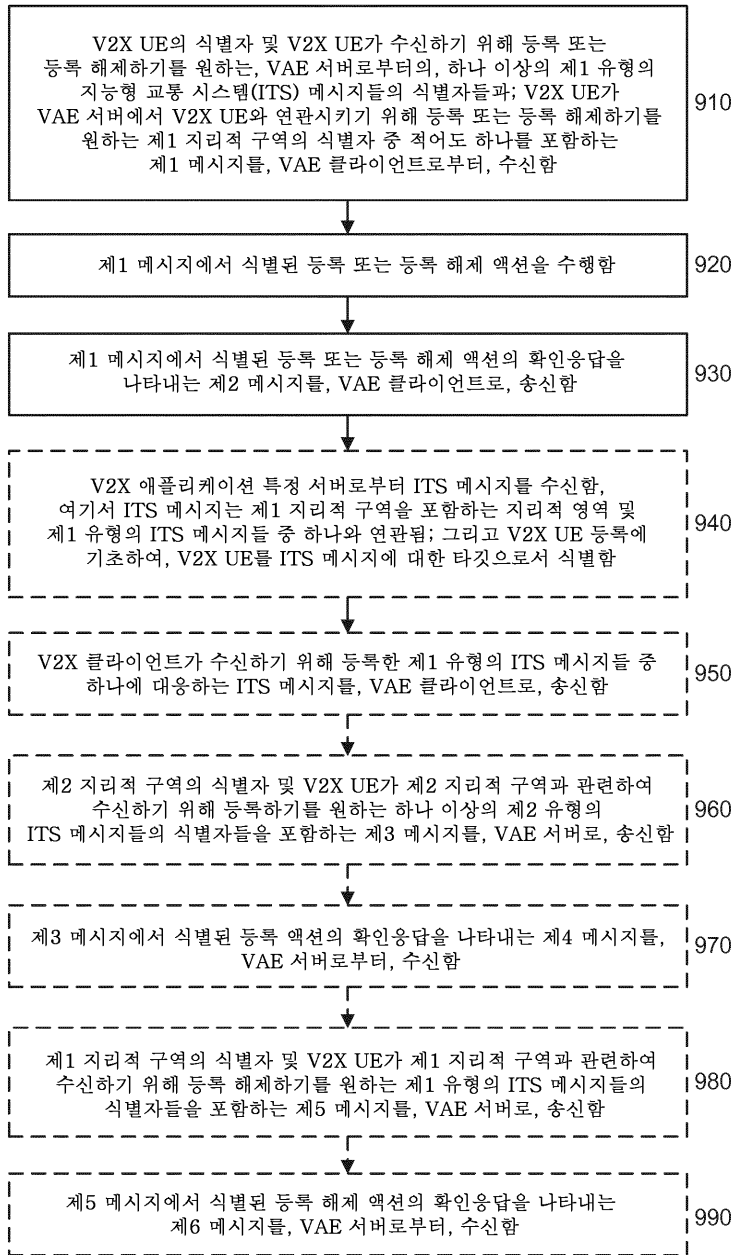 V2X UE의 식별자 및 V2X UE가 수신하기 위해 등록 또는
등록 해제하기를 원하는, VAE 서버로부터의, 하나 이상의 제1 유형의
지능형 교통 시스템(ITS) 메시지들의 식별자들과; V2X UE가
VAE 서버에서 V2X UE와 연관시키기 위해 등록 또는 등록 해제하기를
원하는 제1 지리적 구역의 식별자 중 적어도 하나를 포함하는
제1 메시지를, VAE 클라이언트로부터, 수신함
910
제1 메시지에서 식별된 등록 또는 등록 해제 액션을 수행함
920
제1 메시지에서 식별된 등록 또는 등록 해제 액션의 확인응답을
나타내는 제2 메시지를, VAE 클라이언트로, 송신함
930
V2X 애플리케이션 특정 서버로부터 ITS 메시지를 수신함,
여기서 ITS 메시지는 제1 지리적 구역을 포함하는 지리적 영역 및
제1 유형의 ITS 메시지들 중 하나와 연관됨; 그리고 V2X UE 등록에
기초하여, V2X UE를 ITS 메시지에 대한 타깃으로서 식별함
940
V2X 클라이언트가 수신하기 위해 등록한 제1 유형의 ITS 메시지들 중
하나에 대응하는 ITS 메시지를, VAE 클라이언트로, 송신함
950
제2 지리적 구역의 식별자 및 V2X UE가 제2 지리적 구역과 관련하여
수신하기 위해 등록하기를 원하는 하나 이상의 제2 유형의
ITS 메시지들의 식별자들을 포함하는 제3 메시지를, VAE 서버로, 송신함
960
제3 메시지에서 식별된 등록 액션의 확인응답을 나타내는 제4 메시지를,
VAE 서버로부터, 수신함
970
제1 지리적 구역의 식별자 및 V2X UE가 제1 지리적 구역과 관련하여
수신하기 위해 등록 해제하기를 원하는 제1 유형의 ITS 메시지들의
식별자들을 포함하는 제5 메시지를, VAE 서버로, 송신함
980
제5 메시지에서 식별된 등록 해제 액션의 확인응답을 나타내는
제6 메시지를, VAE 서버로부터, 수신함
990